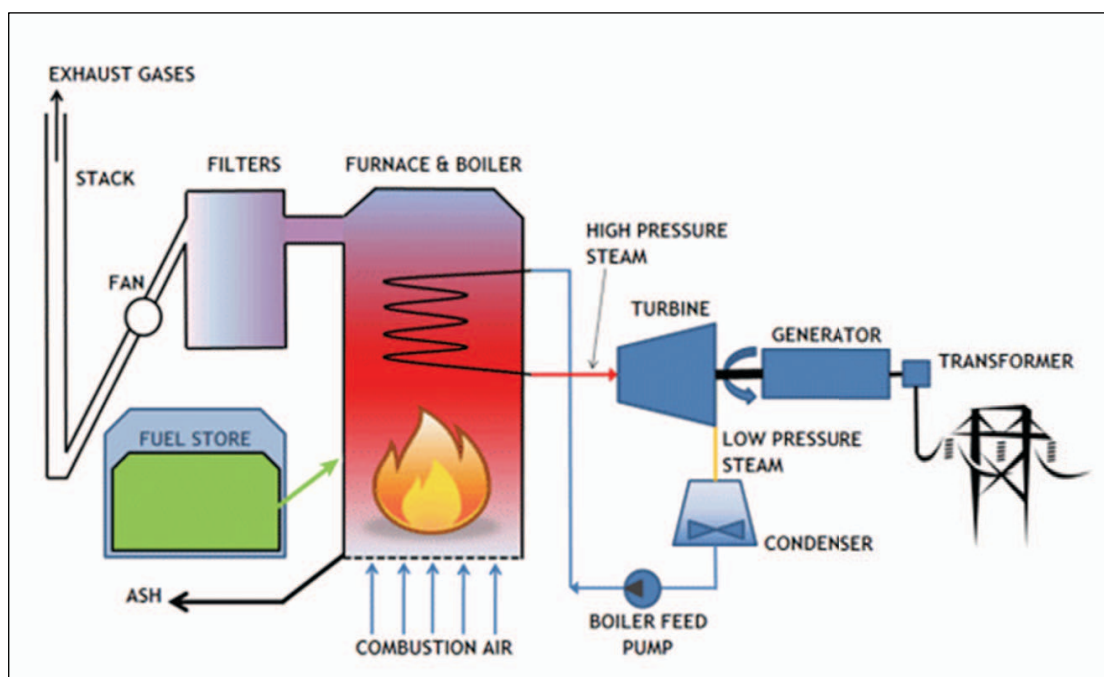 EXHAUST GASES
STACK
FILTERS
FURNACE & BOILER
FAN
HIGH PRESSURE
STEAM
TURBINE
GENERATOR
TRANSFORMER
FUEL STORE
LOW PRESSURE
STEAM
CONDENSER
ASH
COMBUSTION AIR
BOILER FEED
PUMP